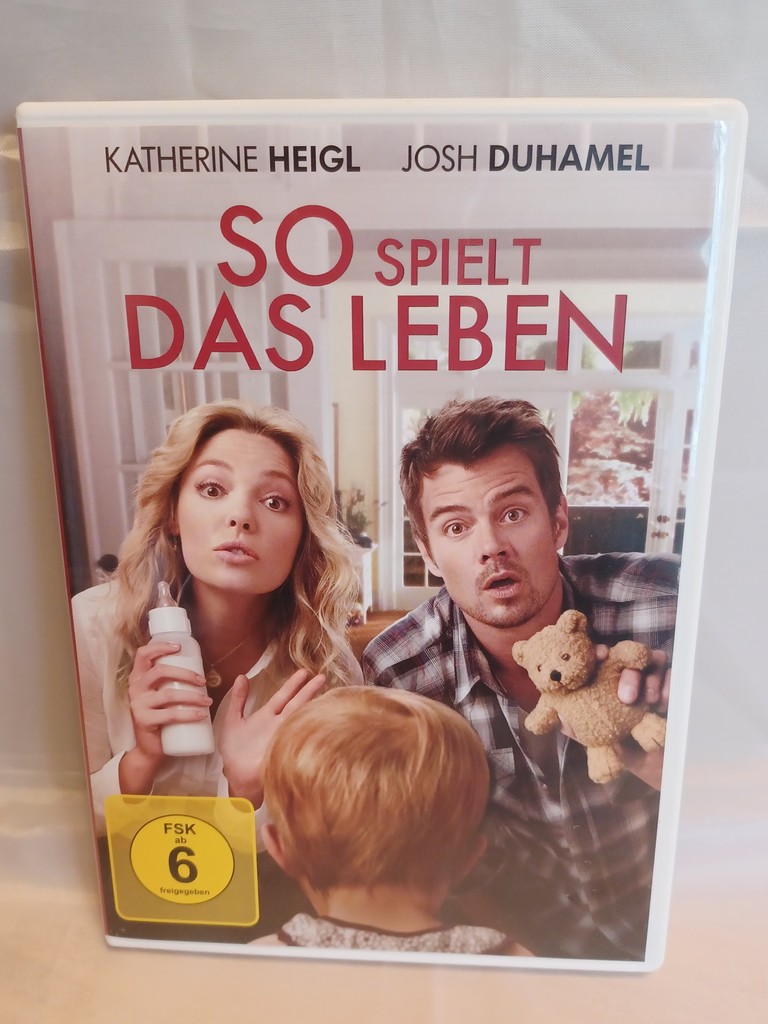 KATHERINE HEIGL JOSH DUHAMEL
SO SPIELT
DAS LEBEN
FSK
ab
6
freigegeben